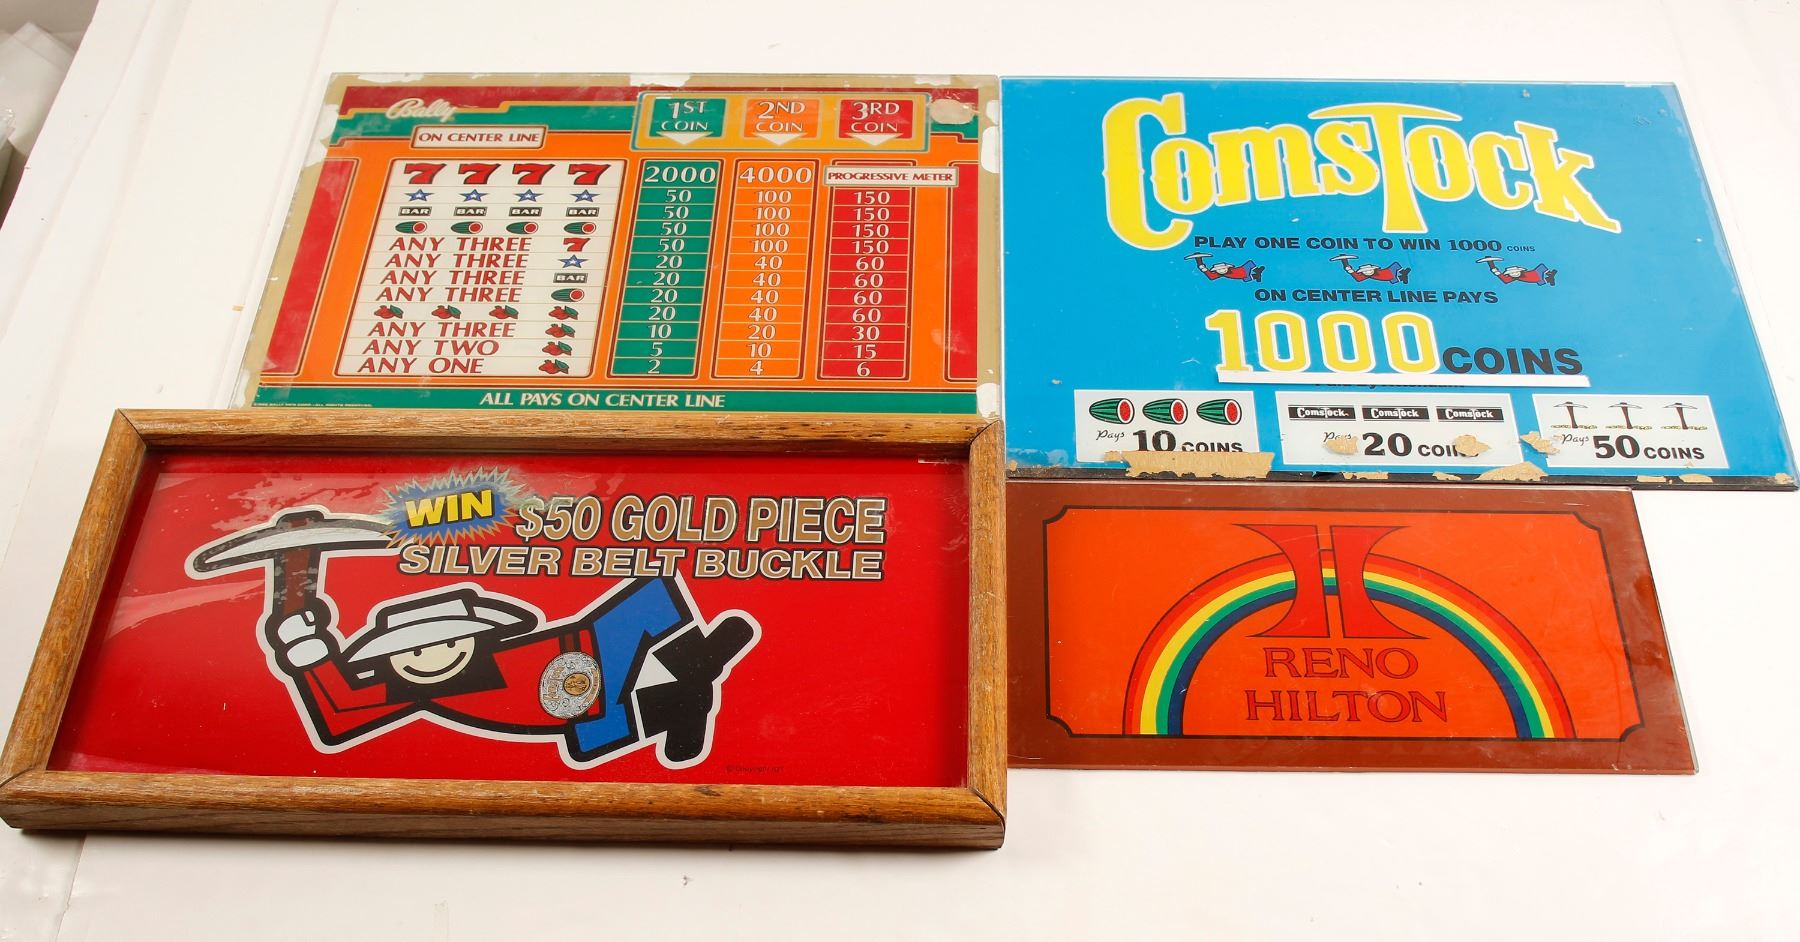 Bally
ON CENTER LINE
1ST COIN 2ND COIN 3RD COIN
7 7 7 7 2000 4000 PROGRESSIVE METER
50 100 150
BAR BAR BAR BAR 50 100 150
50 100 150
ANY THREE 7 50 100 150
ANY THREE 20 40 60
ANY THREE BAR 20 40 60
ANY THREE 20 40 60
20 40 60
ANY THREE 10 20 30
ANY TWO 5 10 15
ANY ONE 2 4 6
ALL PAYS ON CENTER LINE
Comstock
PLAY ONE COIN TO WIN 1000 COINS
ON CENTER LINE PAYS
1000 COINS
Pays 10 COINS
Comstock Comstock Comstock
Pays 20 COINS
Pays 50 COINS
WIN $50 GOLD PIECE
SILVER BELT BUCKLE
RENO
HILTON